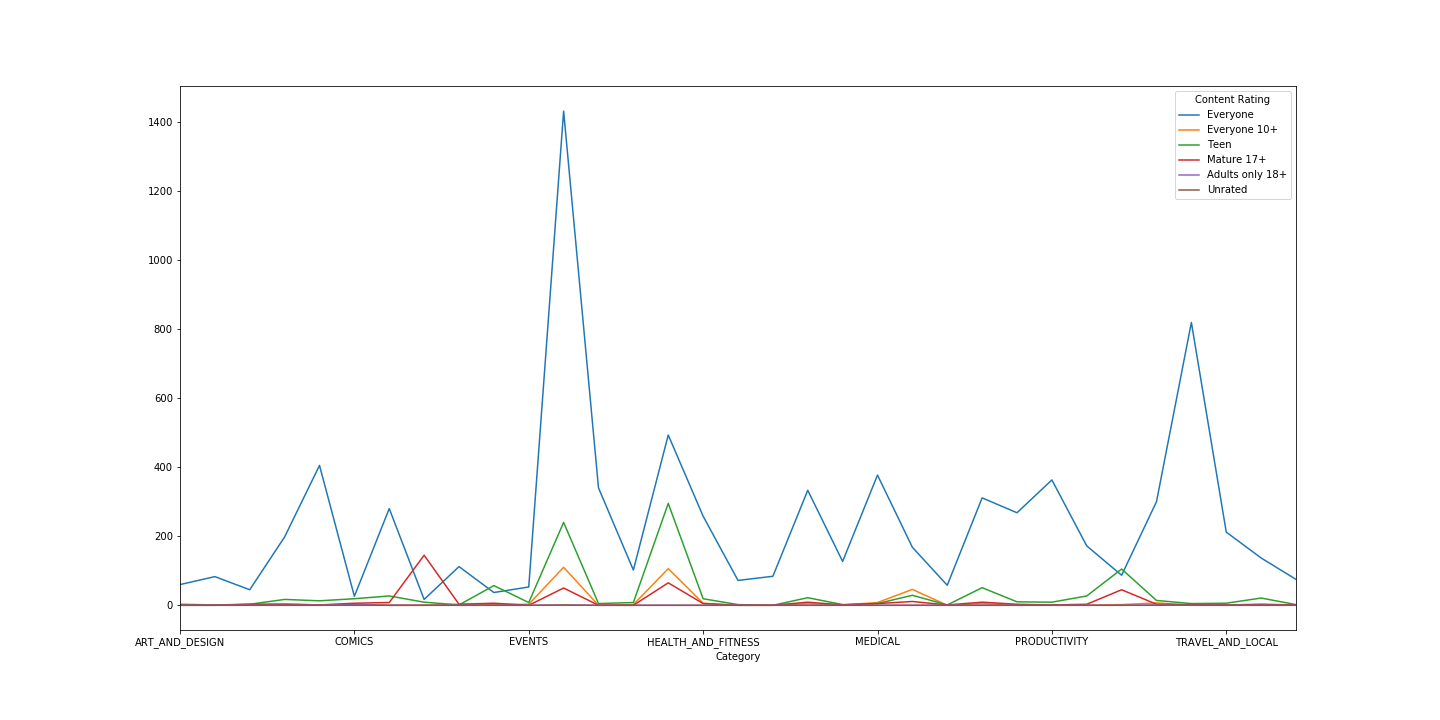 Content Rating
Everyone
Everyone 10+
Teen
Mature 17+
Adults only 18+
Unrated
1400
1200
1000
800
600
400
200
0
ART_AND_DESIGN COMICS EVENTS HEALTH_AND_FITNESS MEDICAL PRODUCTIVITY TRAVEL_AND_LOCAL
Category